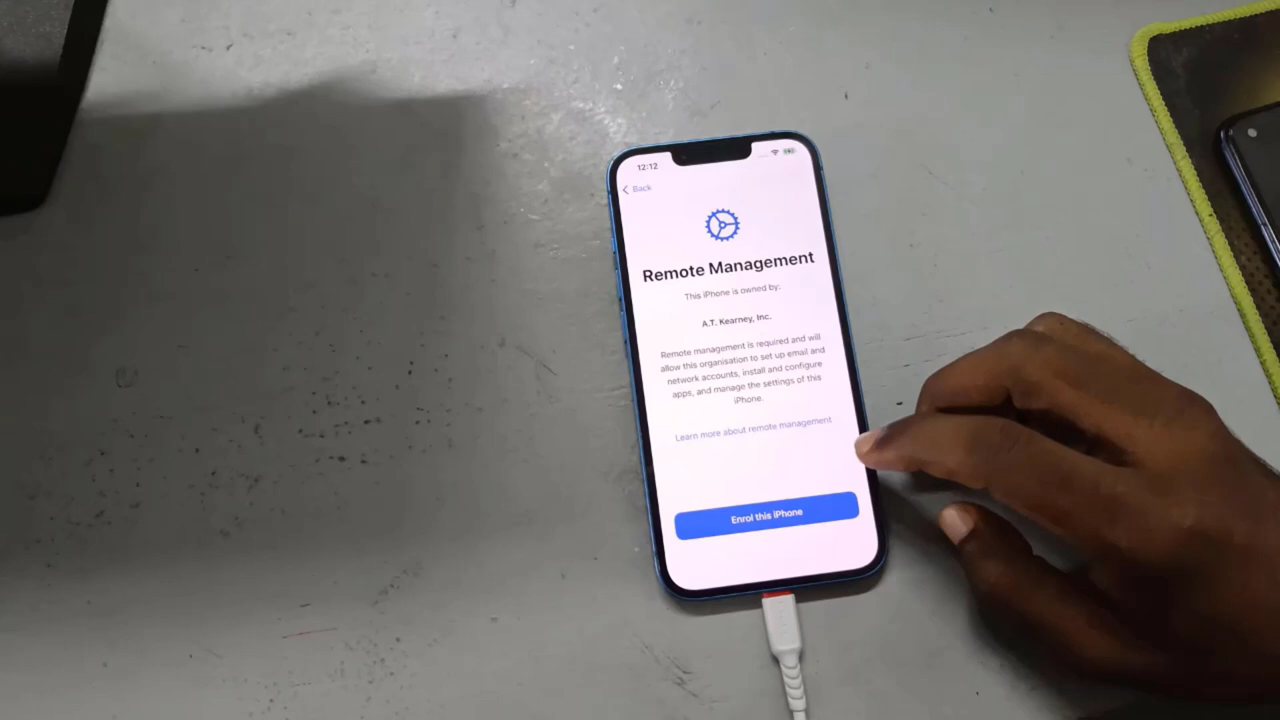 12:12
Back
Remote Management
This iPhone is owned by:
A.T. Kearney, Inc.
Remote management is required and will
allow this organisation to set up email and
network accounts, install and configure
apps, and manage the settings of this
iPhone.
Learn more about remote management
Enrol this iPhone